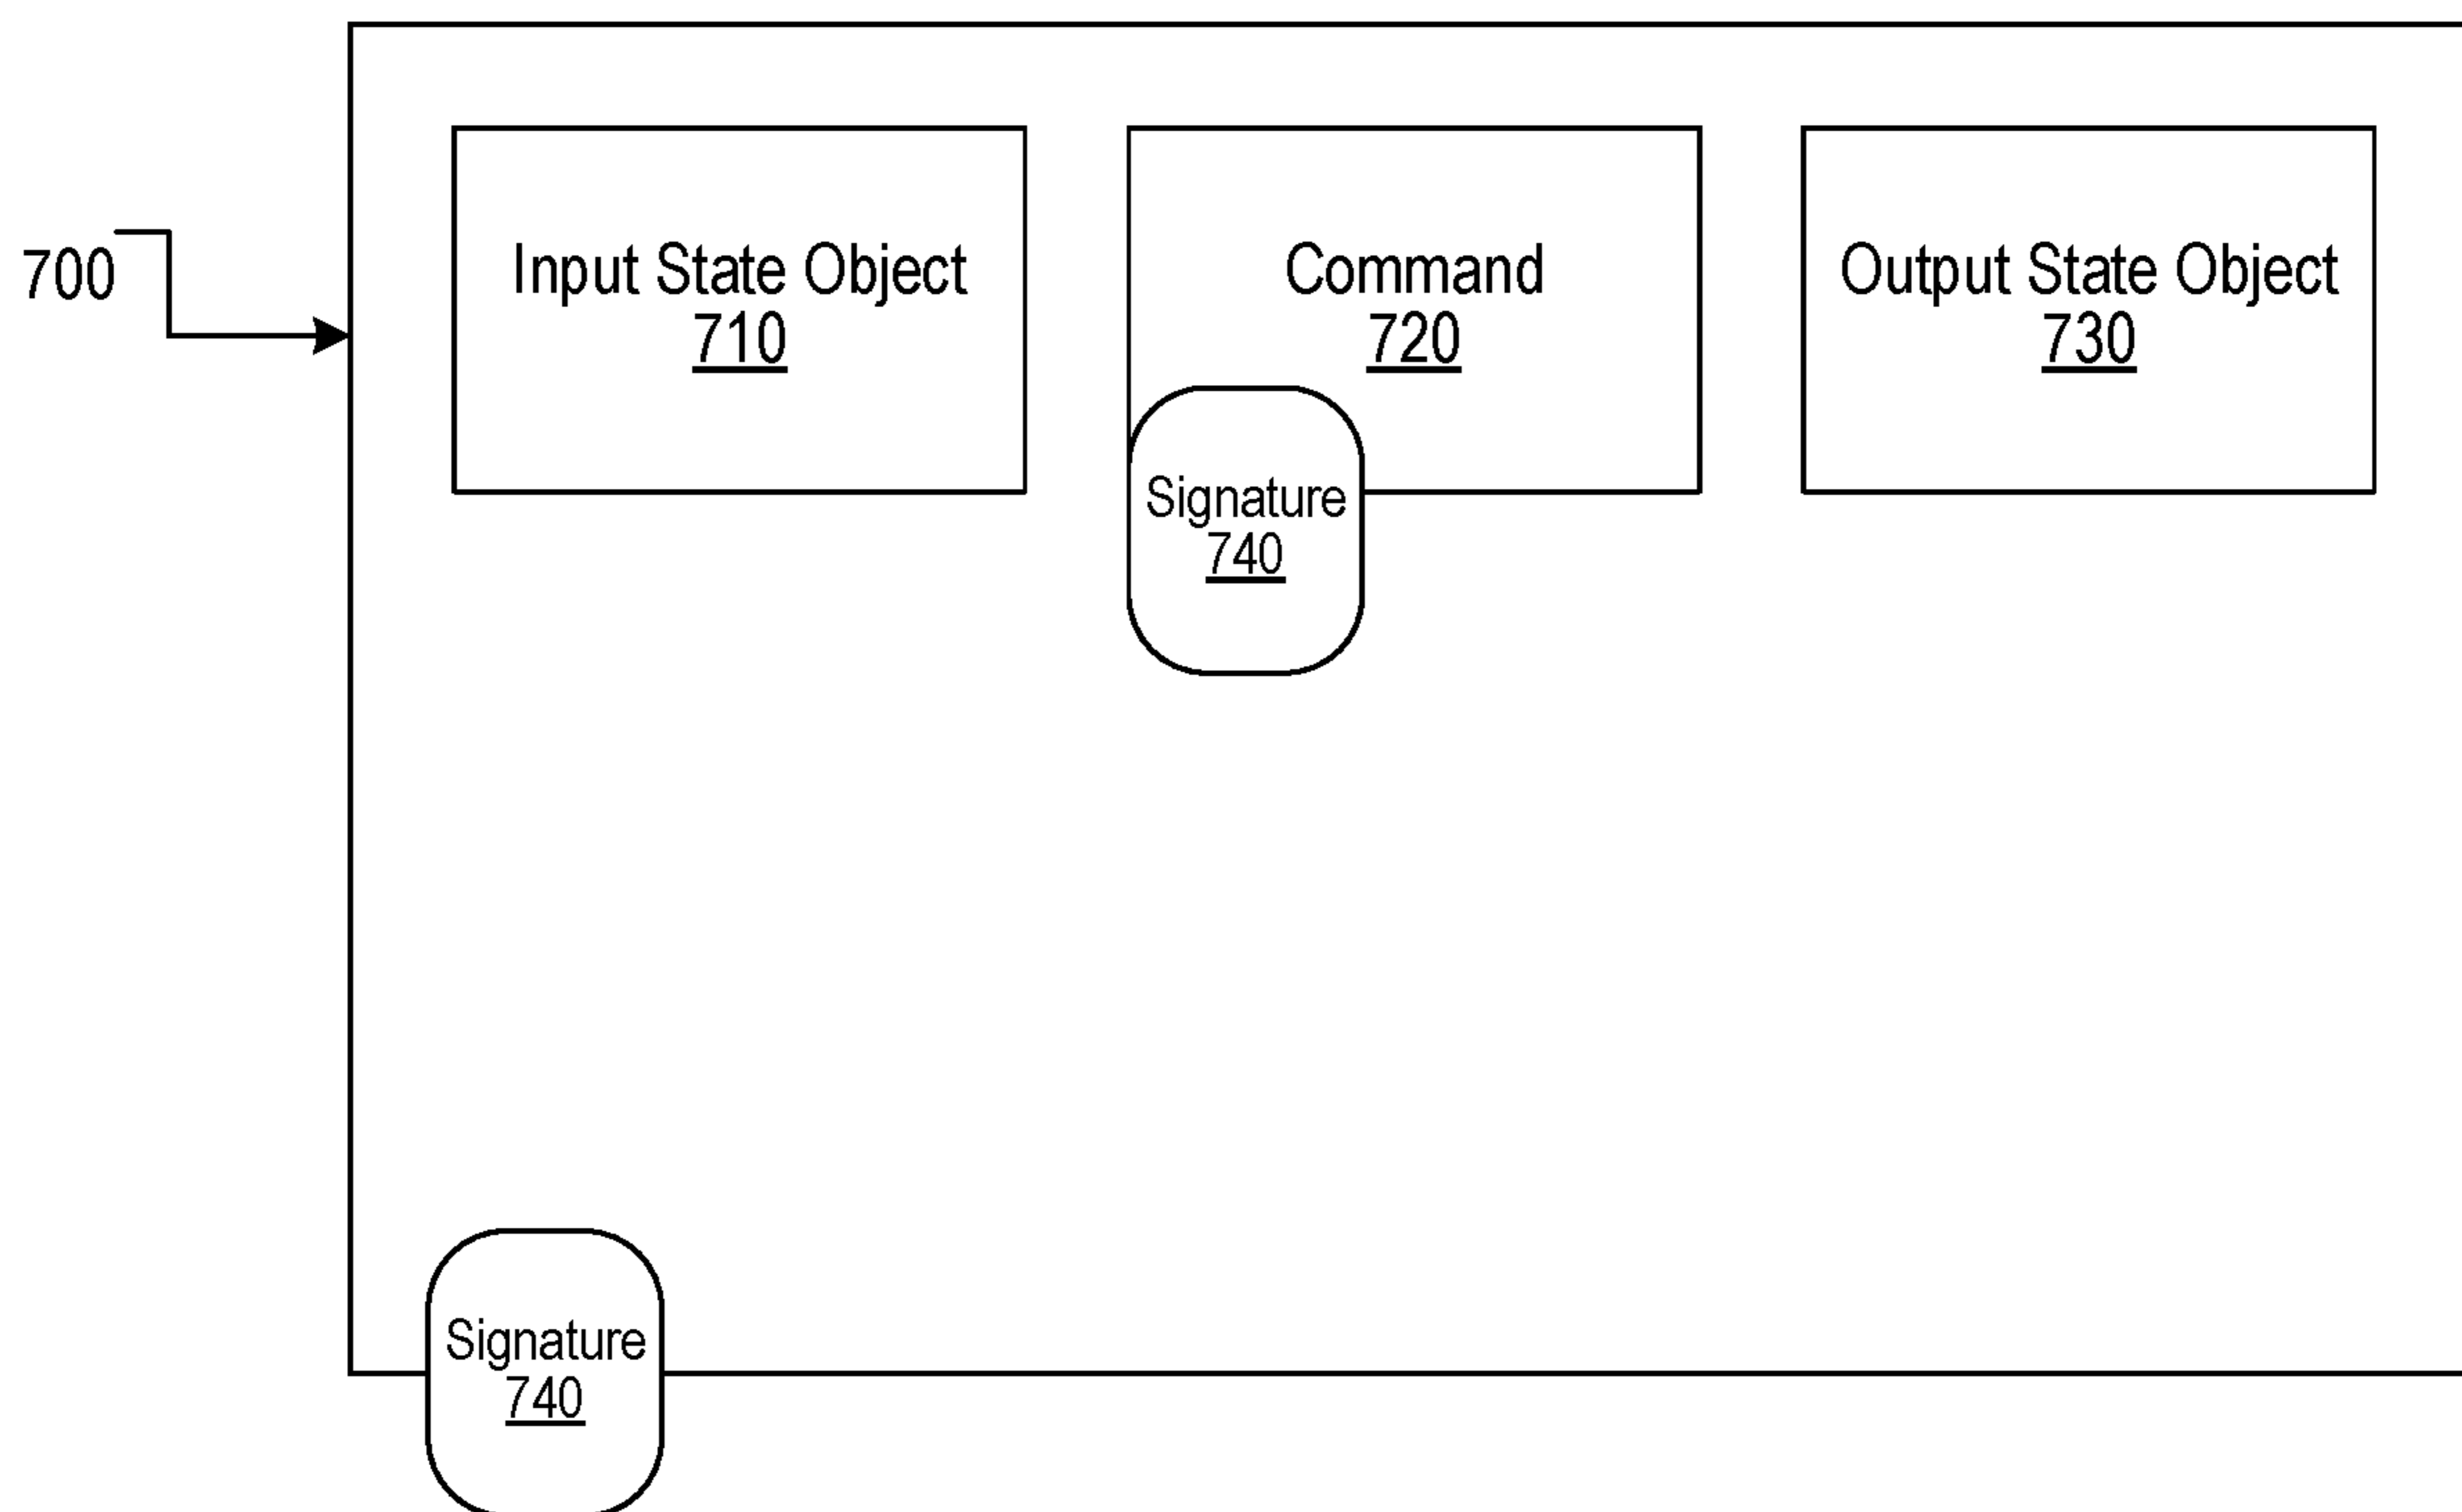 700
Input State Object
710
Command
720
Output State Object
730
Signature
740
Signature
740